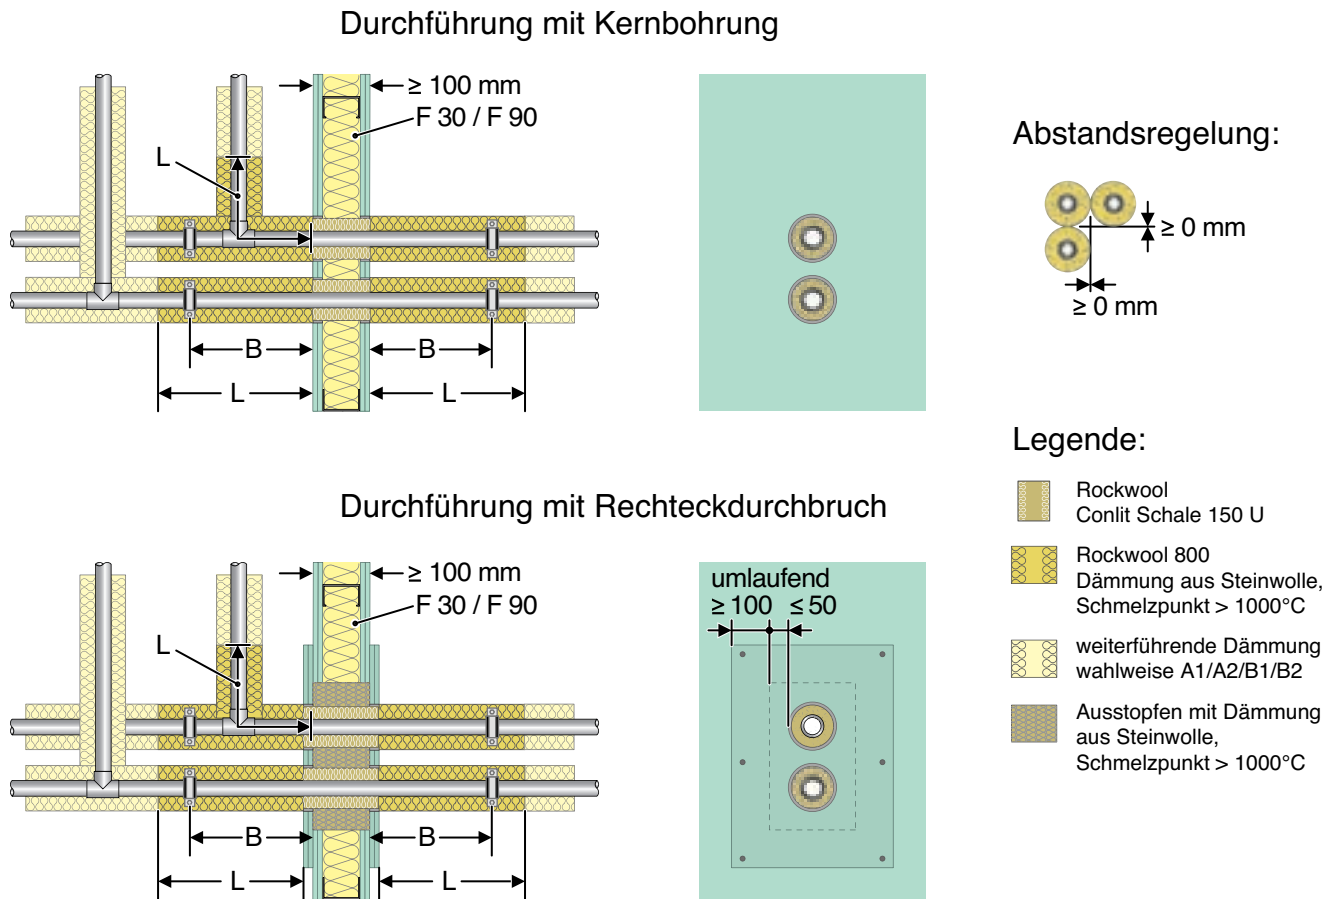 Durchführung mit Kernbohrung
≥ 100 mm
F 30 / F 90
L
B
B
L
L
Abstandsregelung:
≥ 0 mm
≥ 0 mm
Legende:
Rockwool
Conlit Schale 150 U
Rockwool 800
Dämmung aus Steinwolle,
Schmelzpunkt > 1000°C
weiterführende Dämmung
wahlweise A1/A2/B1/B2
Ausstopfen mit Dämmung
aus Steinwolle,
Schmelzpunkt > 1000°C
Durchführung mit Rechteckdurchbruch
≥ 100 mm
F 30 / F 90
L
B
B
L
L
umlaufend
≥ 100 ≤ 50